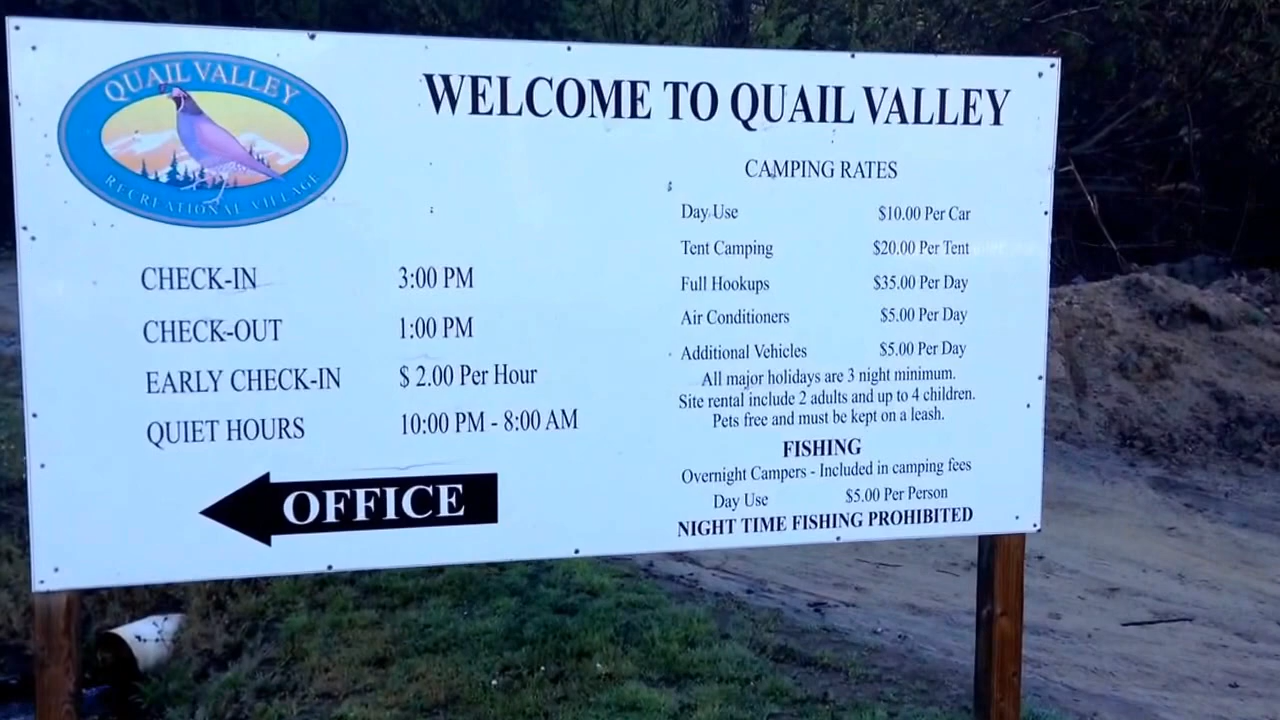 QUAIL VALLEY
RECREATIONAL VILLAGE
WELCOME TO QUAIL VALLEY
CHECK-IN 3:00 PM
CHECK-OUT 1:00 PM
EARLY CHECK-IN $ 2.00 Per Hour
QUIET HOURS 10:00 PM - 8:00 AM
OFFICE
CAMPING RATES
Day Use $10.00 Per Car
Tent Camping $20.00 Per Tent
Full Hookups $35.00 Per Day
Air Conditioners $5.00 Per Day
Additional Vehicles $5.00 Per Day
All major holidays are 3 night minimum.
Site rental include 2 adults and up to 4 children.
Pets free and must be kept on a leash.
FISHING
Overnight Campers - Included in camping fees
Day Use $5.00 Per Person
NIGHT TIME FISHING PROHIBITED